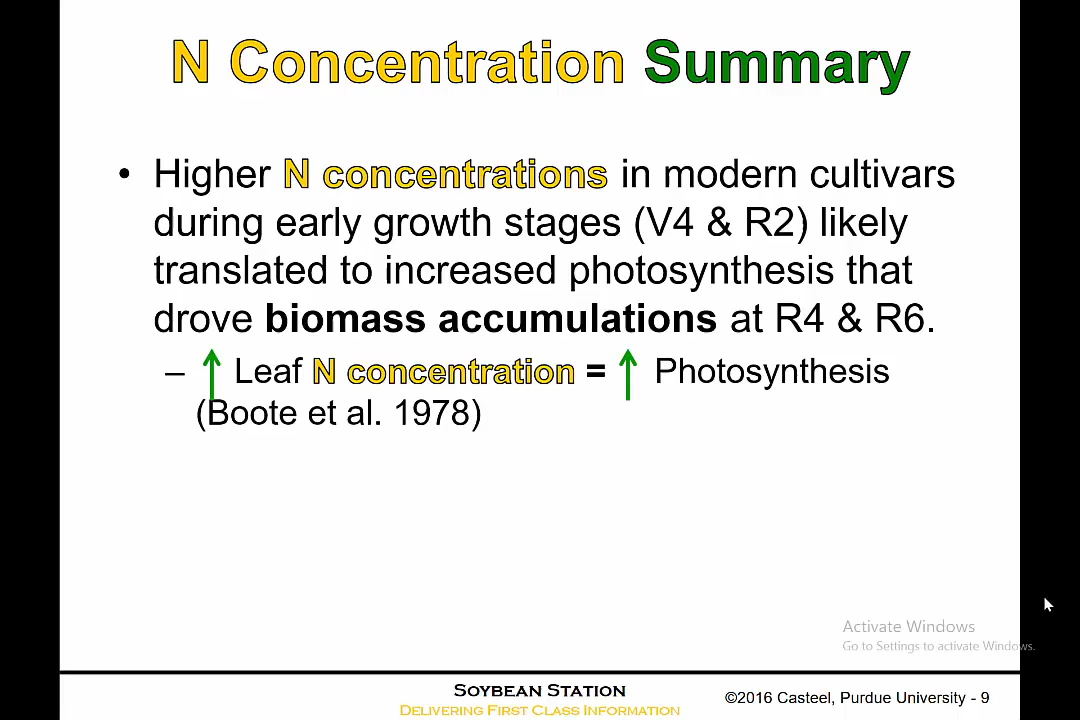 N Concentration Summary
• Higher N concentrations in modern cultivars
during early growth stages (V4 & R2) likely
translated to increased photosynthesis that
drove biomass accumulations at R4 & R6.
– ↑ Leaf N concentration = ↑ Photosynthesis
(Boote et al. 1978)
Activate Windows
Go to Settings to activate Windows.
Soybean Station
Delivering First Class Information
©2016 Casteel, Purdue University - 9